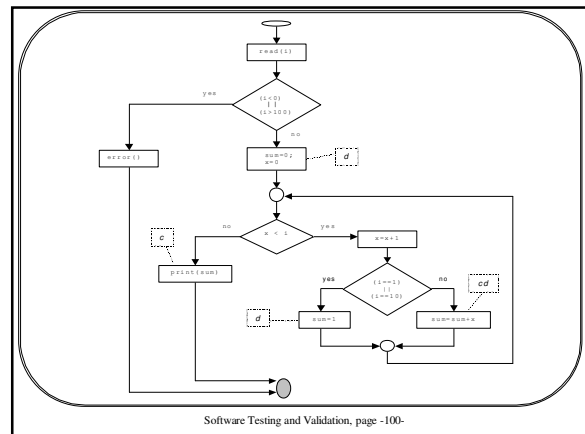 read(i)
yes
(i<0)
||
(i>100)
no
error()
sum=0;
x=0
d
no
x < i
yes
x=x+1
c
print(sum)
yes
(i==1)
||
(i==10)
no
cd
d
sum=1
sum=sum+x
Software Testing and Validation, page -100-